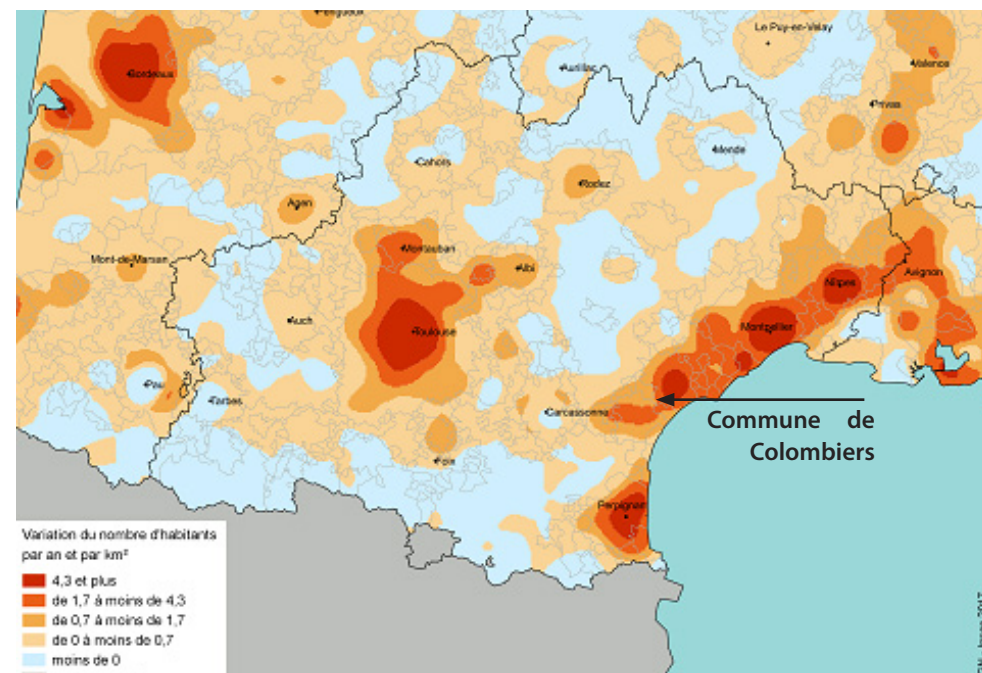 Périgueux
Le Puy-en-Velay
Aurillac
Valence
Bordeaux
Privas
Mende
Cahors
Rodez
Agen
Montauban
Albi
Mont-de-Marsan
Avignon
Nîmes
Auch
Toulouse
Montpellier
Pau
Tarbes
Carcassonne
Commune de
Colombiers
Foix
Perpignan
Variation du nombre d'habitants
par an et par km²
4,3 et plus
de 1,7 à moins de 4,3
de 0,7 à moins de 1,7
de 0 à moins de 0,7
moins de 0